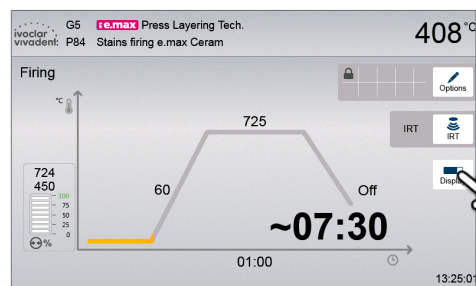 ivoclar
vivadent:
G5 IPS e.max Press Layering Tech.
P84 Stains firing e.max Ceram
408°C
Firing
Options
°C
725
IRT
IRT
724
450
100
75
50
25
0
%
60
Off
Display
~07:30
01:00
13:25:01